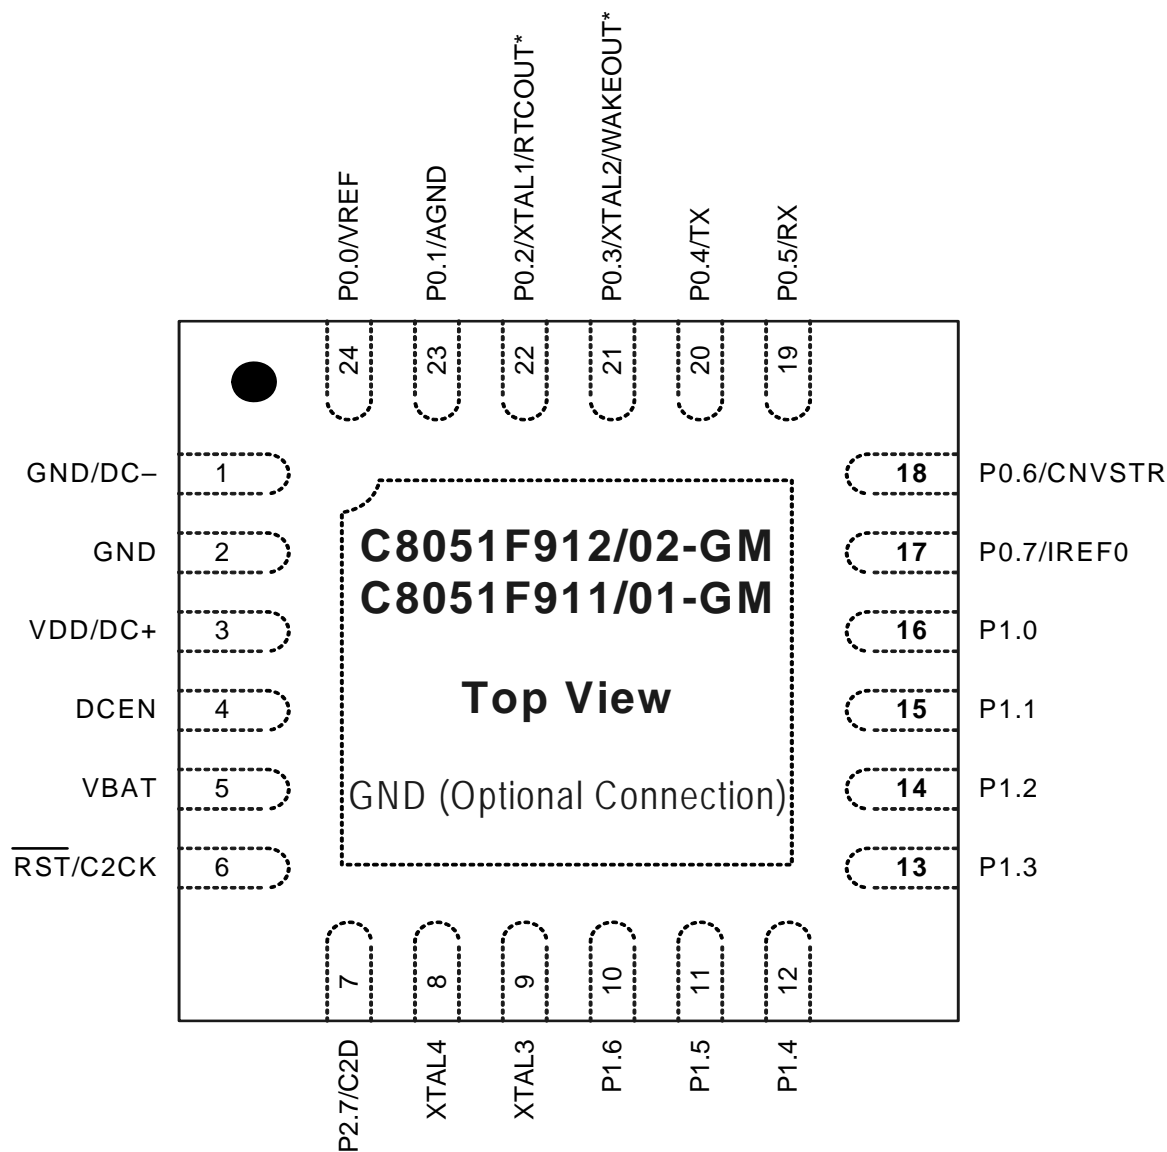 P0.0/VREF
P0.1/AGND
P0.2/XTAL1/RTCOUT*
P0.3/XTAL2/WAKEOUT*
P0.4/TX
P0.5/RX
24
23
22
21
20
19
GND/DC–
1
18
P0.6/CNVSTR
GND
2
17
P0.7/IREF0
VDD/DC+
3
16
P1.0
DCEN
4
15
P1.1
VBAT
5
14
P1.2
RST/C2CK
6
13
P1.3
C8051F912/02-GM
C8051F911/01-GM
Top View
GND (Optional Connection)
7
8
9
10
11
12
P2.7/C2D
XTAL4
XTAL3
P1.6
P1.5
P1.4